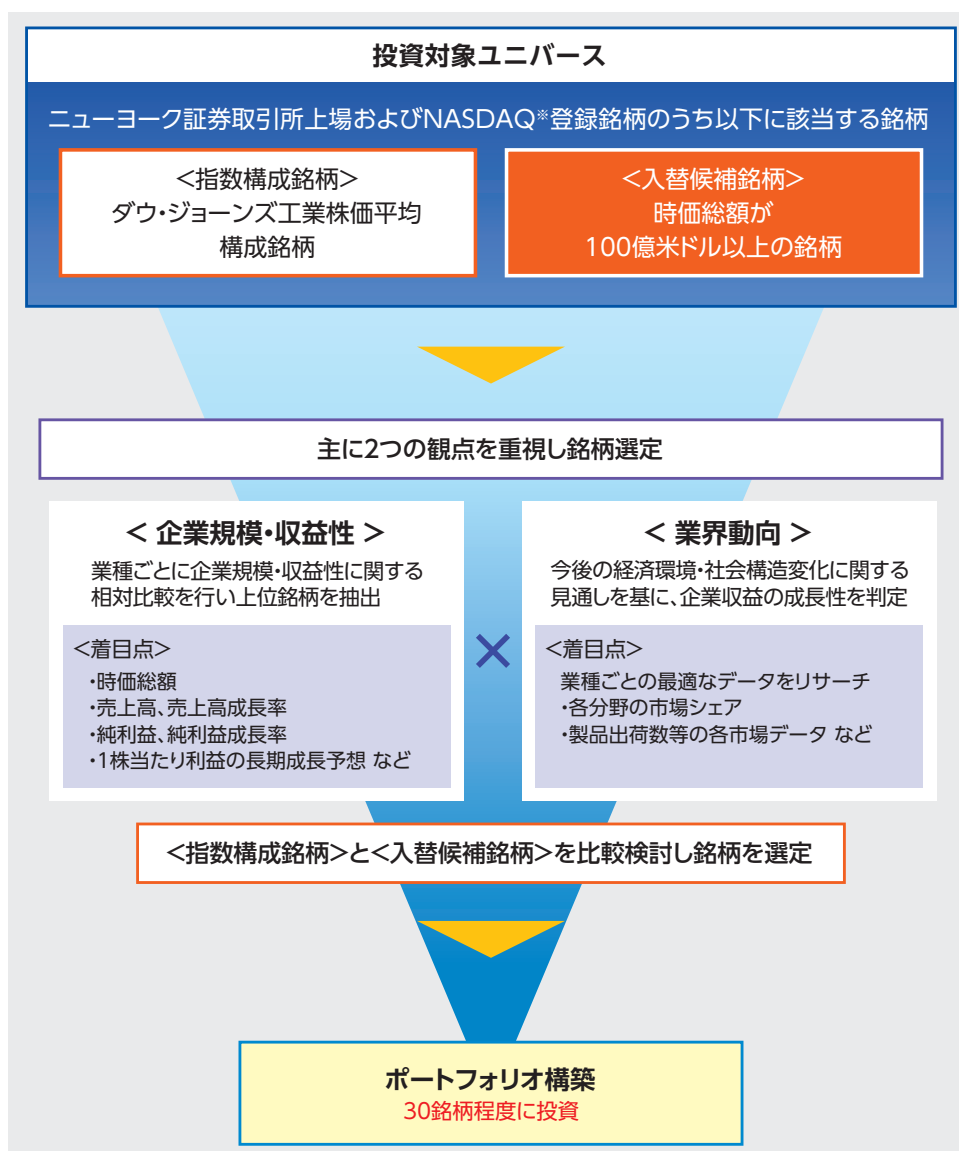 投資対象ユニバース
ニューヨーク証券取引所上場およびNASDAQ※登録銘柄のうち以下に該当する銘柄
<指数構成銘柄>
ダウ・ジョーンズ工業株価平均
構成銘柄
<入替候補銘柄>
時価総額が
100億米ドル以上の銘柄
主に2つの観点を重視し銘柄選定
< 企業規模・収益性 >
業種ごとに企業規模・収益性に関する
相対比較を行い上位銘柄を抽出
<着目点>
・時価総額
・売上高、売上高成長率
・純利益、純利益成長率
・1株当たり利益の長期成長予想 など
×
< 業界動向 >
今後の経済環境・社会構造変化に関する
見通しを基に、企業収益の成長性を判定
<着目点>
業種ごとの最適なデータをリサーチ
・各分野の市場シェア
・製品出荷数等の各市場データ など
<指数構成銘柄>と<入替候補銘柄>を比較検討し銘柄を選定
ポートフォリオ構築
30銘柄程度に投資